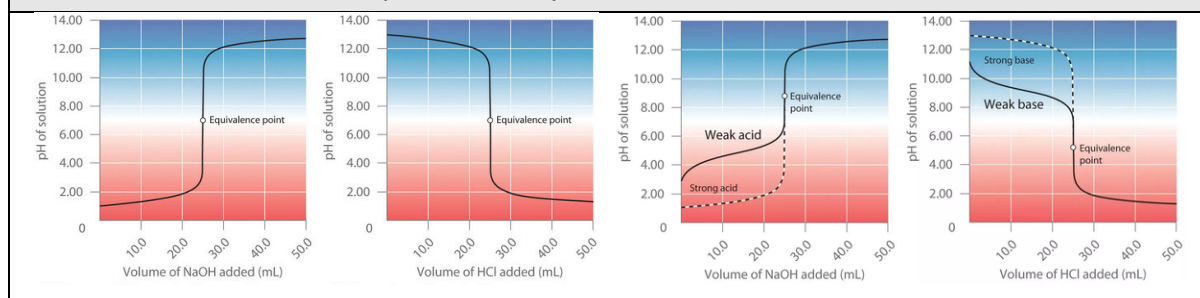 14.00
12.00
10.00
8.00
6.00
4.00
2.00
0
pH of solution
Equivalence point
10.0
20.0
30.0
40.0
50.0
Volume of NaOH added (mL)
14.00
12.00
10.00
8.00
6.00
4.00
2.00
0
pH of solution
Equivalence point
10.0
20.0
30.0
40.0
50.0
Volume of HCl added (mL)
14.00
12.00
10.00
8.00
6.00
4.00
2.00
0
pH of solution
Equivalence
point
Weak acid
Strong acid
10.0
20.0
30.0
40.0
50.0
Volume of NaOH added (mL)
14.00
12.00
10.00
8.00
6.00
4.00
2.00
0
pH of solution
Strong base
Weak base
Equivalence
point
10.0
20.0
30.0
40.0
50.0
Volume of HCl added (mL)